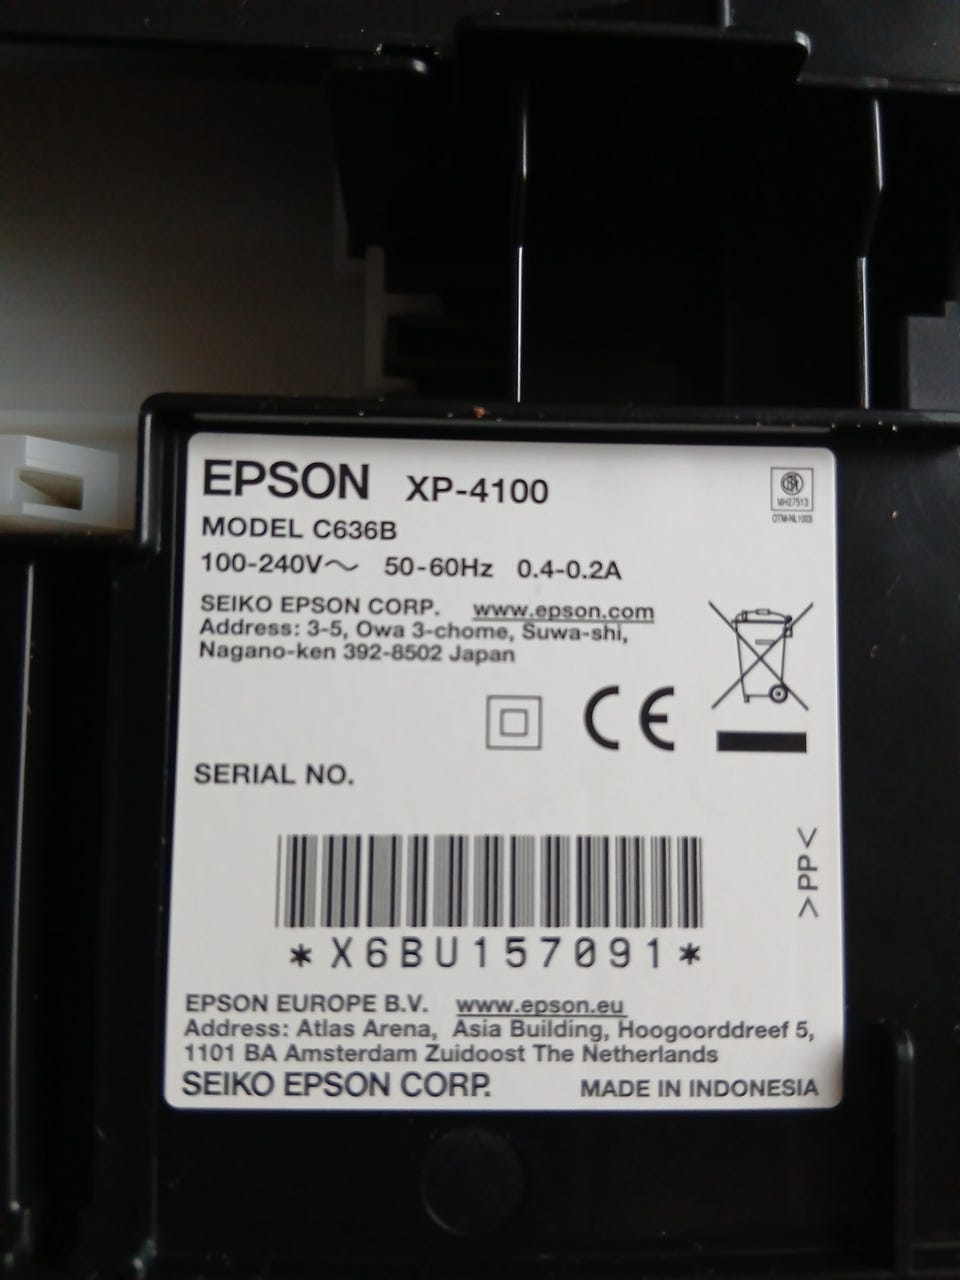 EPSON XP-4100
MODEL C636B
100-240V～ 50-60Hz 0.4-0.2A
SEIKO EPSON CORP. www.epson.com
Address: 3-5, Owa 3-chome, Suwa-shi,
Nagano-ken 392-8502 Japan
CE
SERIAL NO.
>PP<
*X6BU157091*
EPSON EUROPE B.V. www.epson.eu
Address: Atlas Arena, Asia Building, Hoogoorddreef 5,
1101 BA Amsterdam Zuidoost The Netherlands
SEIKO EPSON CORP. MADE IN INDONESIA